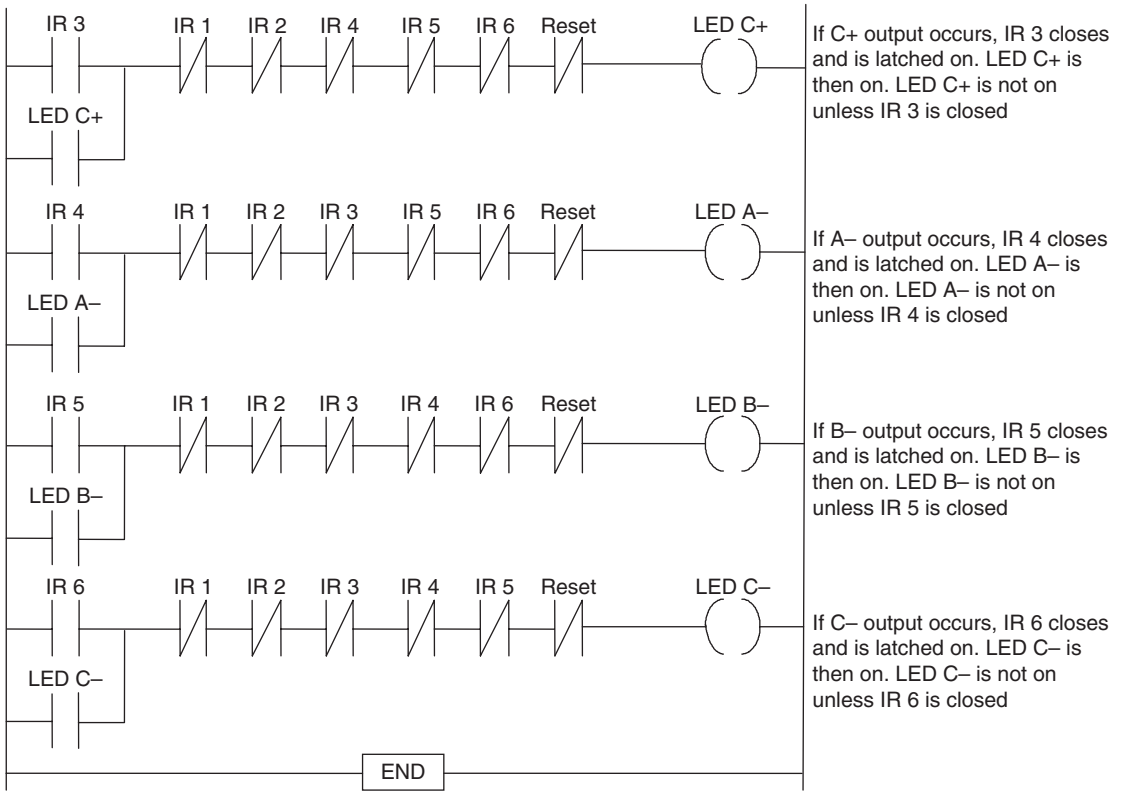 IR 3 IR 1 IR 2 IR 4 IR 5 IR 6 Reset LED C+
If C+ output occurs, IR 3 closes
and is latched on. LED C+ is
then on. LED C+ is not on
unless IR 3 is closed
LED C+
IR 4 IR 1 IR 2 IR 3 IR 5 IR 6 Reset LED A–
If A– output occurs, IR 4 closes
and is latched on. LED A– is
then on. LED A– is not on
unless IR 4 is closed
LED A–
IR 5 IR 1 IR 2 IR 3 IR 4 IR 6 Reset LED B–
If B– output occurs, IR 5 closes
and is latched on. LED B– is
then on. LED B– is not on
unless IR 5 is closed
LED B–
IR 6 IR 1 IR 2 IR 3 IR 4 IR 5 Reset LED C–
If C– output occurs, IR 6 closes
and is latched on. LED C– is
then on. LED C– is not on
unless IR 6 is closed
LED C–
END